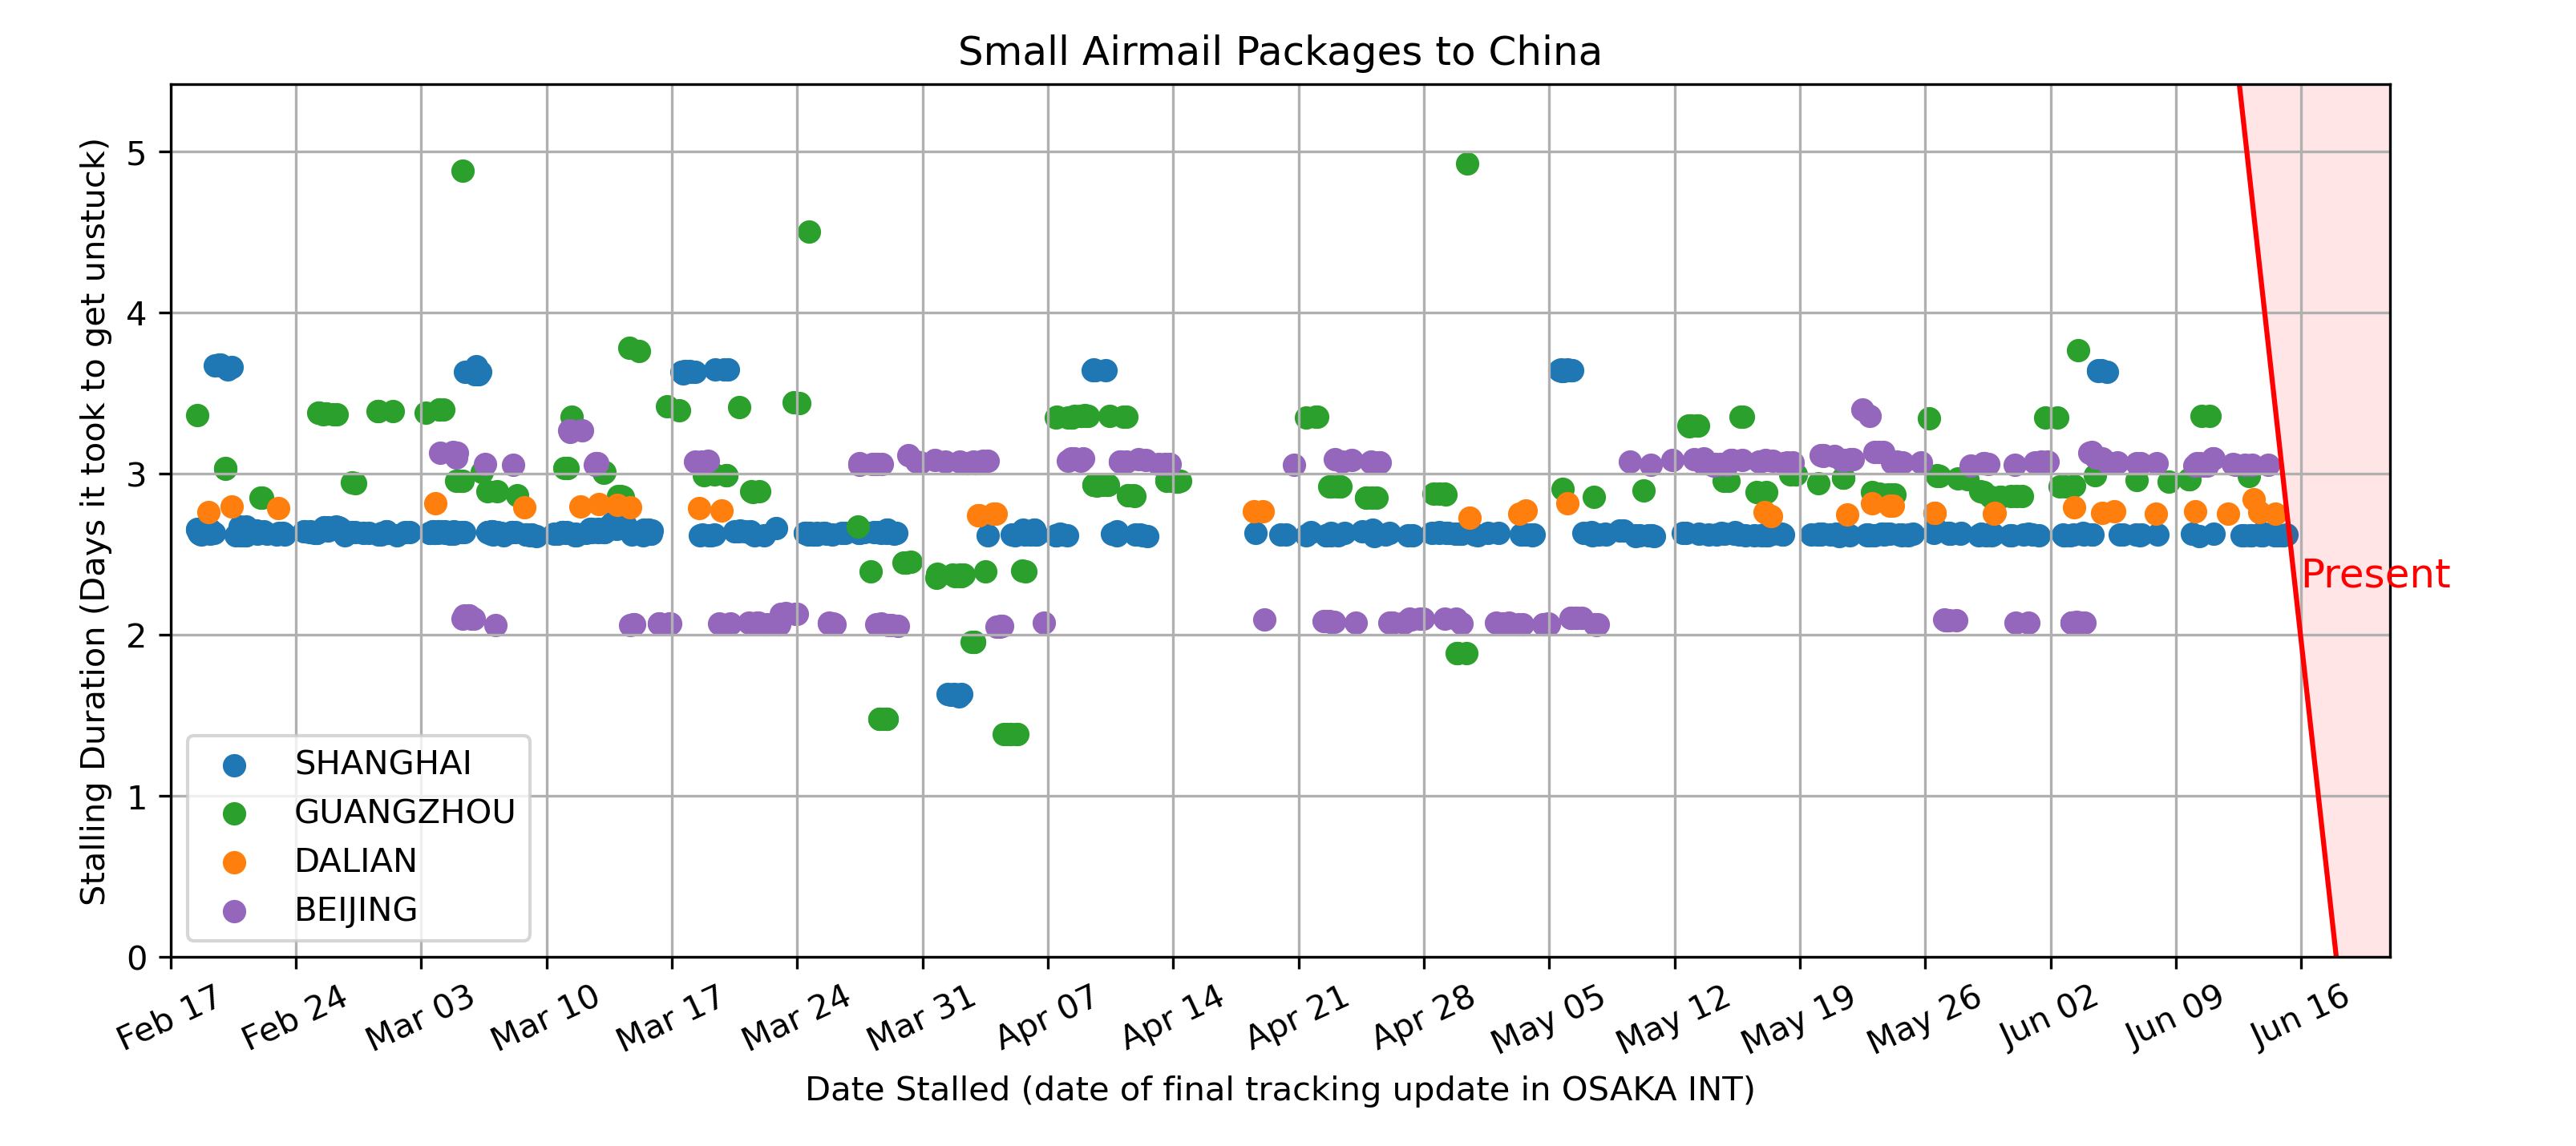 Small Airmail Packages to China
Stalling Duration (Days it took to get unstuck)
5
4
3
2
1
0
Present
SHANGHAI
GUANGZHOU
DALIAN
BEIJING
Feb 17
Feb 24
Mar 03
Mar 10
Mar 17
Mar 24
Mar 31
Apr 07
Apr 14
Apr 21
Apr 28
May 05
May 12
May 19
May 26
Jun 02
Jun 09
Jun 16
Date Stalled (date of final tracking update in OSAKA INT)